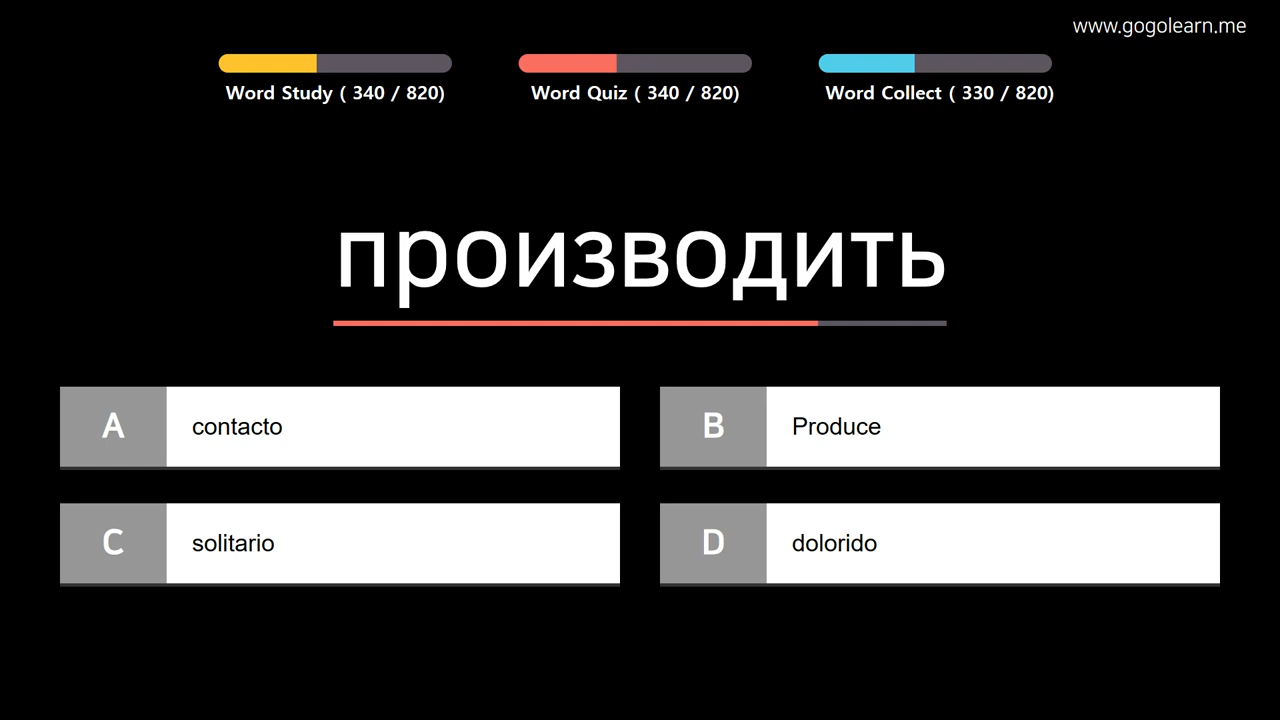 www.gogolearn.me
Word Study ( 340 / 820)
Word Quiz ( 340 / 820)
Word Collect ( 330 / 820)
производить
A contacto
B Produce
C solitario
D dolorido